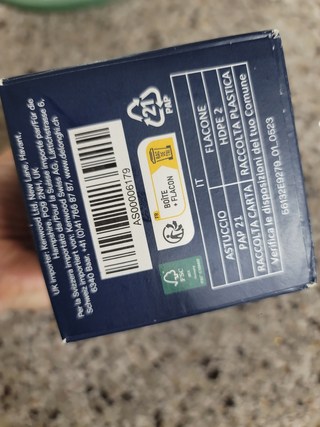 UK Importer: Kenwood Ltd, New Lane, Havant,
Hampshire, PO9 2NH, UK.
Importato da/Per la Svizzera importé par/Für die
Schweiz importiert Kenwood Swiss AG, Lättichstrasse 6,
6340 Baar, +41 (0)41 766 87 87, www.delonghi.ch
AS00006179
21
PAP
FR
BOÎTE
+ FLACON
FSC
IT
ASTUCCIO
FLACONE
PAP 21
HDPE 2
RACCOLTA CARTA
RACCOLTA PLASTICA
Verifica le disposizioni del tuo Comune
56132E9279_01_0623